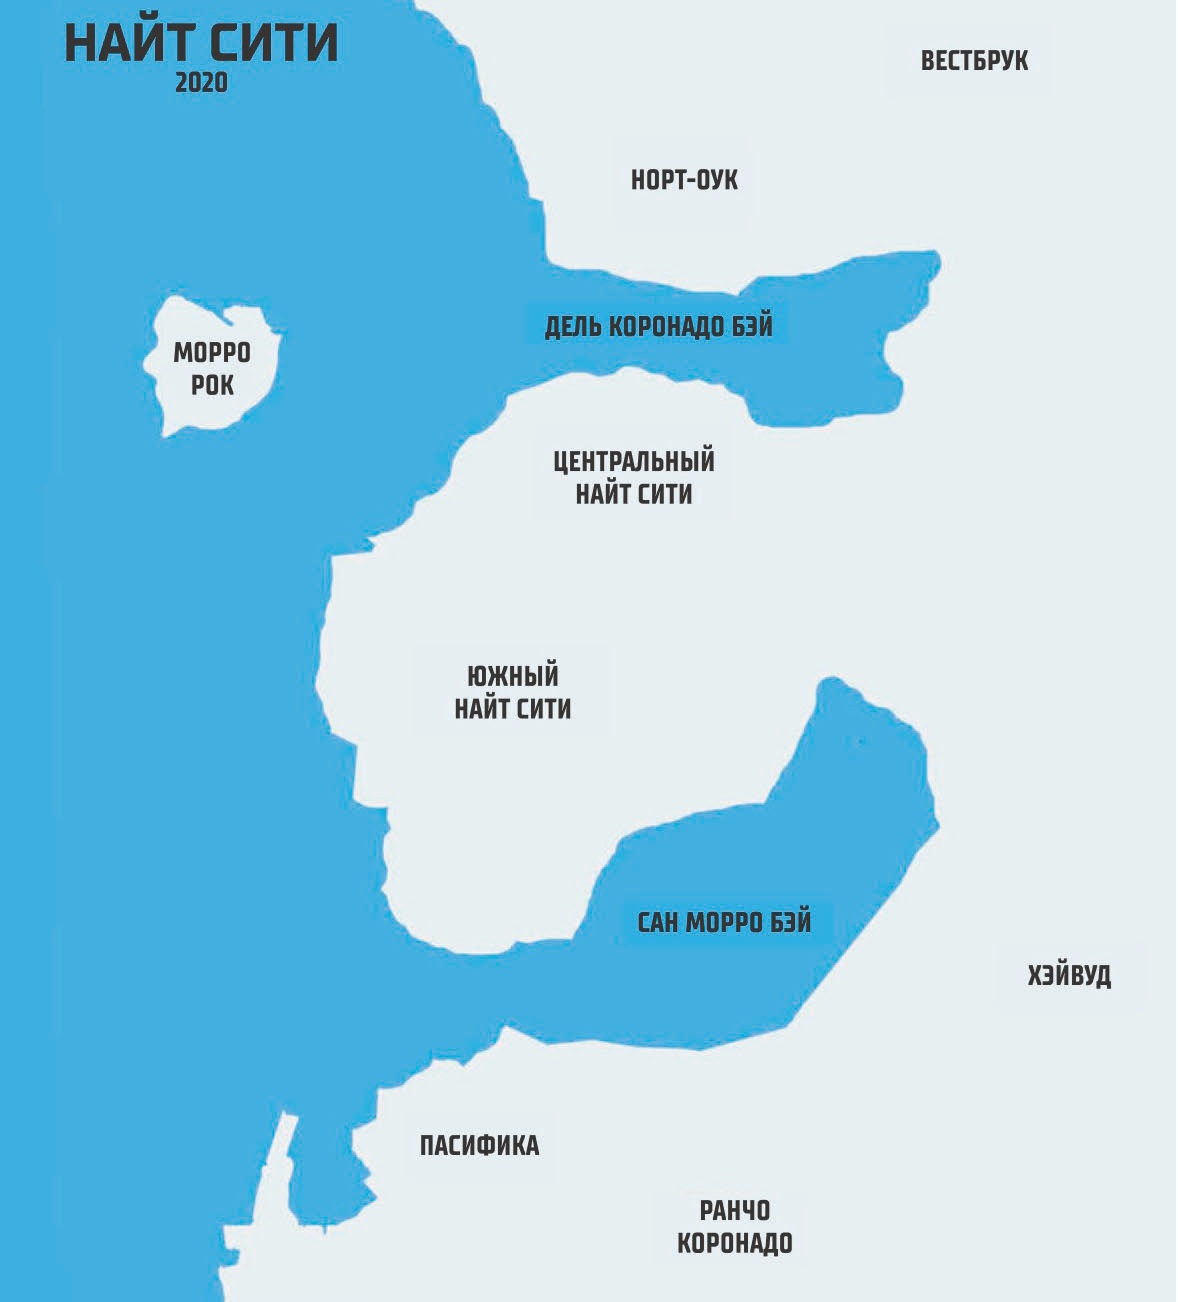 НАЙТ СИТИ
2020
ВЕСТБРУК
НОРТ-ОУК
ДЕЛЬ КОРОНАДО БЭЙ
МОРРО
РОК
ЦЕНТРАЛЬНЫЙ
НАЙТ СИТИ
ЮЖНЫЙ
НАЙТ СИТИ
САН МОРРО БЭЙ
ХЭЙВУД
ПАСИФИКА
РАНЧО
КОРОНАДО